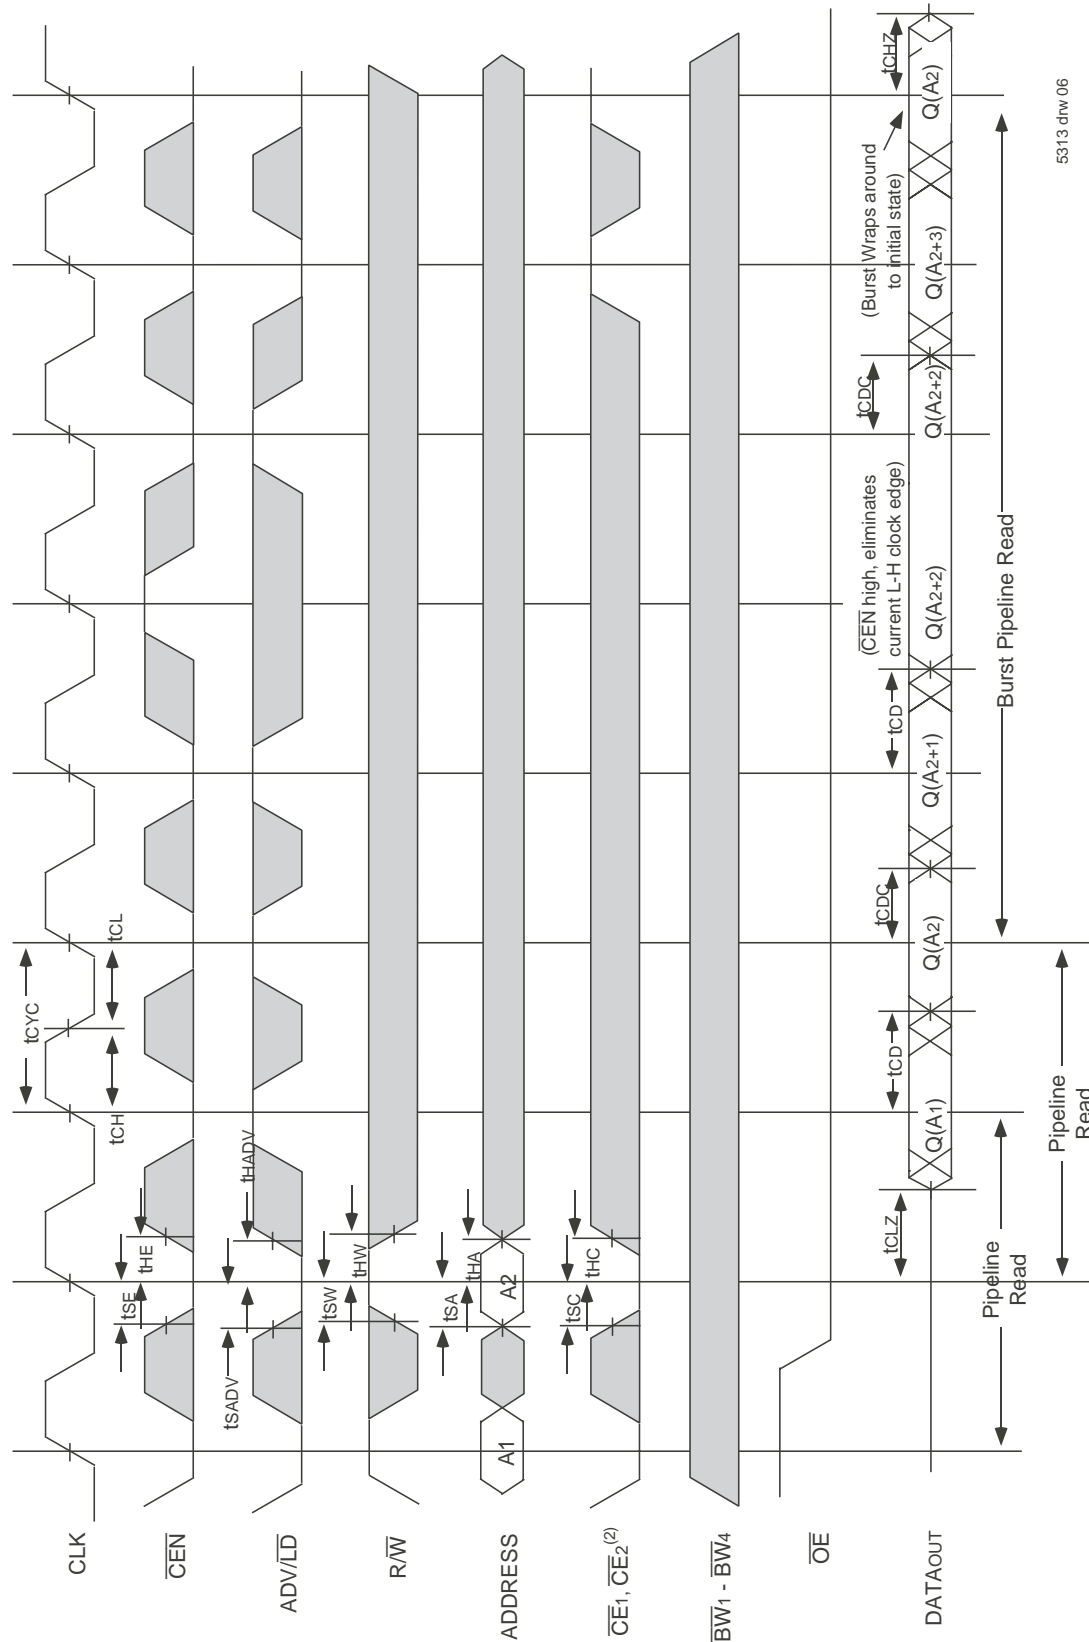 CLK
tCYC
tCH
tCL
CEN
tSE
tHE
ADV/LD
tSADV
tHADV
R/W
tSW
tHW
ADDRESS
A1
A2
tSA
tHA
CE1, CE2(2)
tSC
tHC
BW1 - BW4
OE
(CEN high, eliminates
current L-H clock edge)
(Burst Wraps around
to initial state)
tCLZ
tCD
tCDC
tCD
tCDC
tCHZ
DATAOUT
Q(A1)
Q(A2)
Q(A2+1)
Q(A2+2)
Q(A2+2)
Q(A2+3)
Q(A2)
Pipeline
Read
Burst Pipeline Read
Pipeline
Read
5313 drw 06